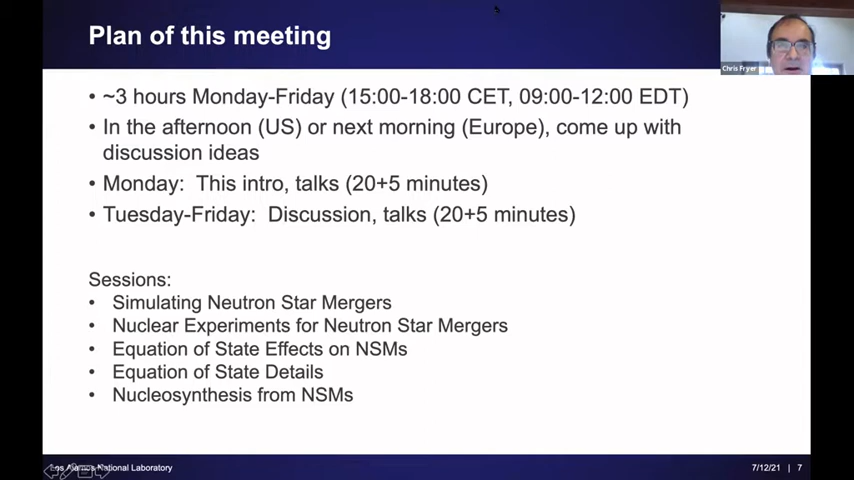 Plan of this meeting
Chris Fryer
• ~3 hours Monday-Friday (15:00-18:00 CET, 09:00-12:00 EDT)
• In the afternoon (US) or next morning (Europe), come up with
discussion ideas
• Monday: This intro, talks (20+5 minutes)
• Tuesday-Friday: Discussion, talks (20+5 minutes)
Sessions:
• Simulating Neutron Star Mergers
• Nuclear Experiments for Neutron Star Mergers
• Equation of State Effects on NSMs
• Equation of State Details
• Nucleosynthesis from NSMs
Los Alamos National Laboratory
7/12/21 | 7